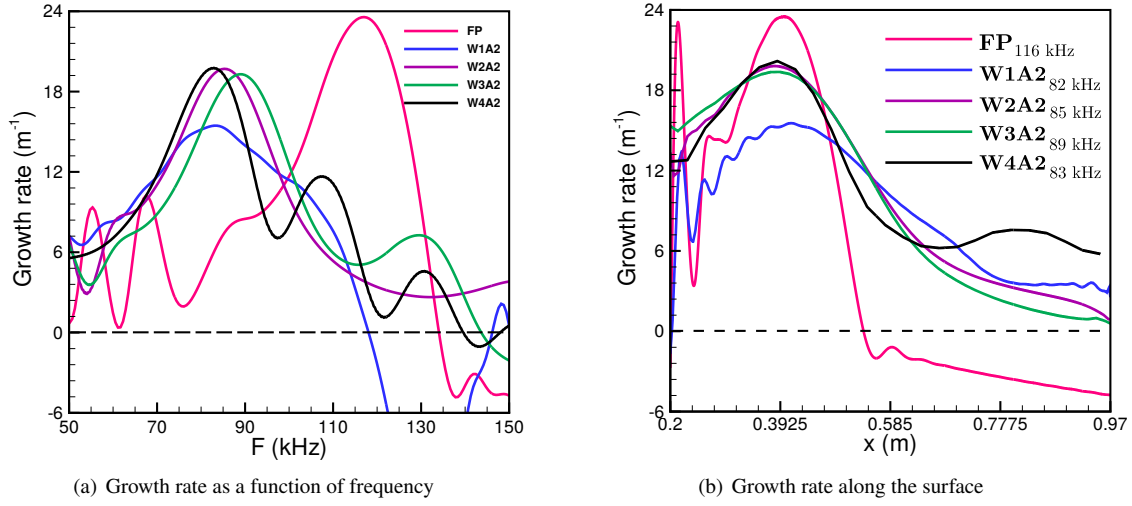 24
18
12
6
0
-6
Growth rate (m-1)
FP
W1A2
W2A2
W3A2
W4A2
50 70 90 110 130 150
F (kHz)
(a) Growth rate as a function of frequency
24
18
12
6
0
-6
Growth rate (m-1)
FP116 kHz
W1A282 kHz
W2A285 kHz
W3A289 kHz
W4A283 kHz
0.2 0.3925 0.585 0.7775 0.97
x (m)
(b) Growth rate along the surface